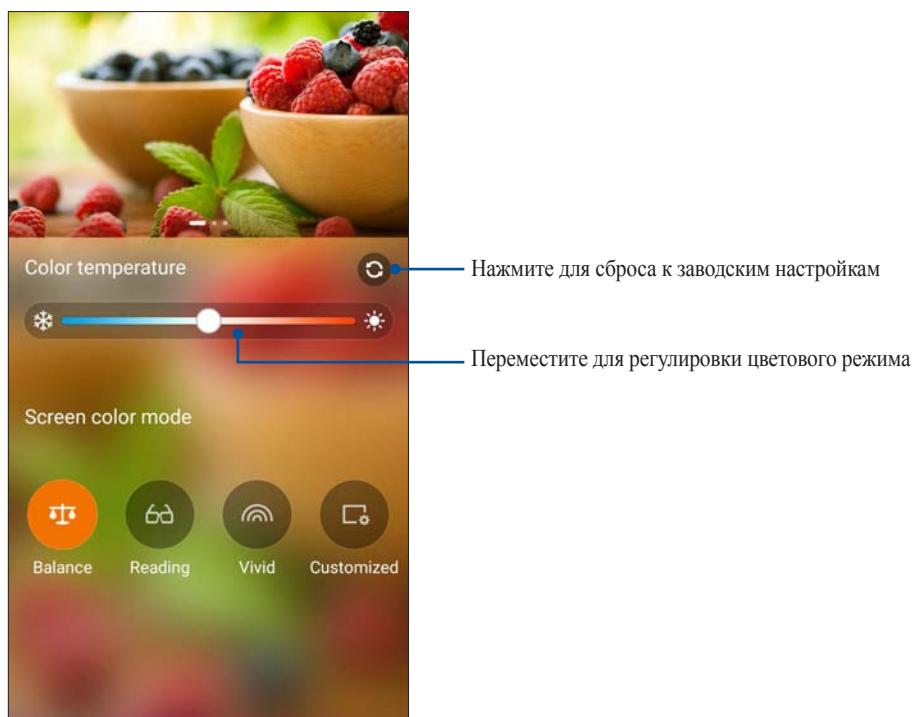 Color temperature
Нажмите для сброса к заводским настройкам
Переместите для регулировки цветового режима
Screen color mode
Balance Reading Vivid Customized